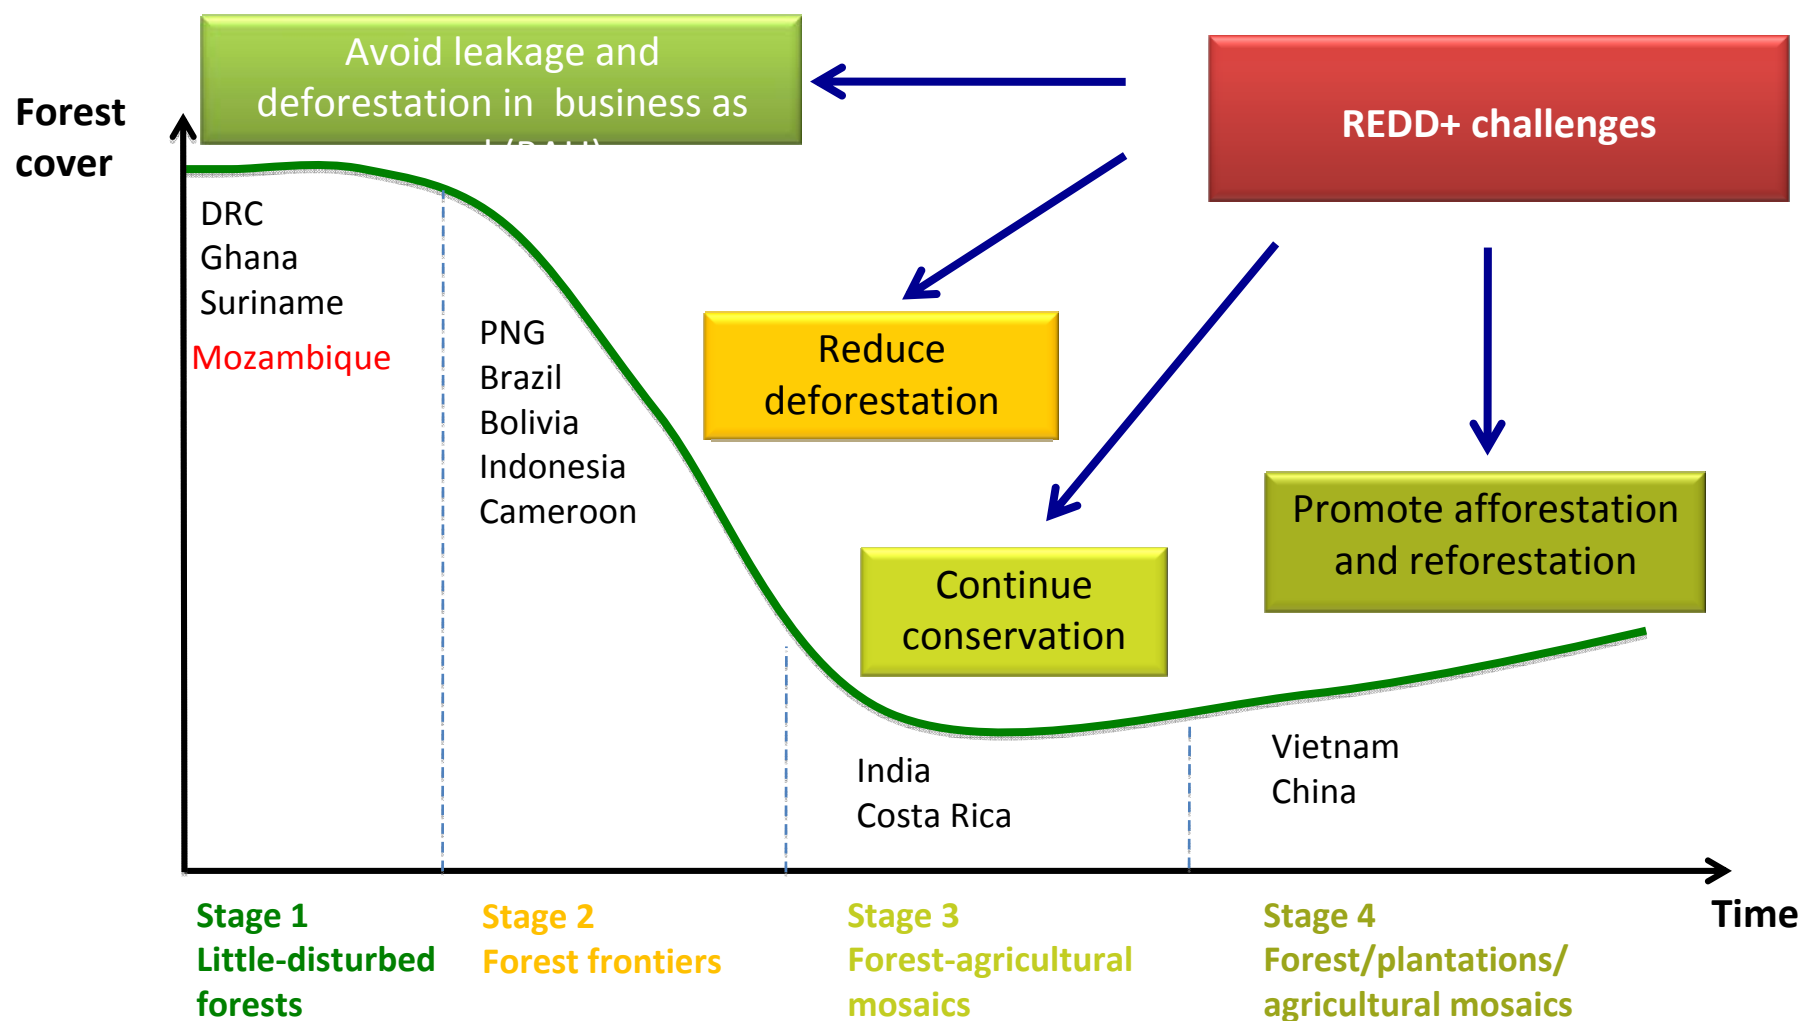 Avoid leakage and
deforestation in business as
(BAU)
REDD+ challenges
Forest
cover
DRC
Ghana
Suriname
Mozambique
PNG
Brazil
Bolivia
Indonesia
Cameroon
Reduce
deforestation
Continue
conservation
Promote afforestation
and reforestation
India
Costa Rica
Vietnam
China
Stage 1
Little-disturbed
forests
Stage 2
Forest frontiers
Stage 3
Forest-agricultural
mosaics
Stage 4
Forest/plantations/
agricultural mosaics
Time